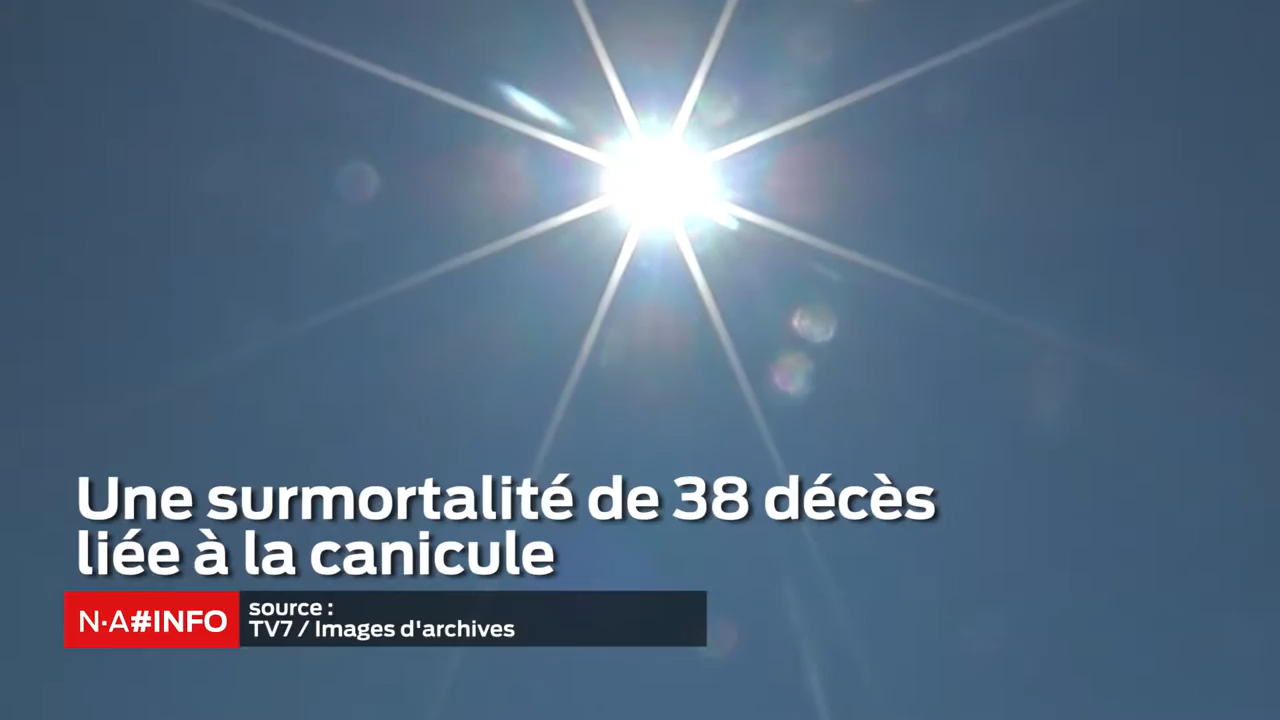 Une surmortalité de 38 décès
liée à la canicule
N·A#INFO
source :
TV7 / Images d'archives